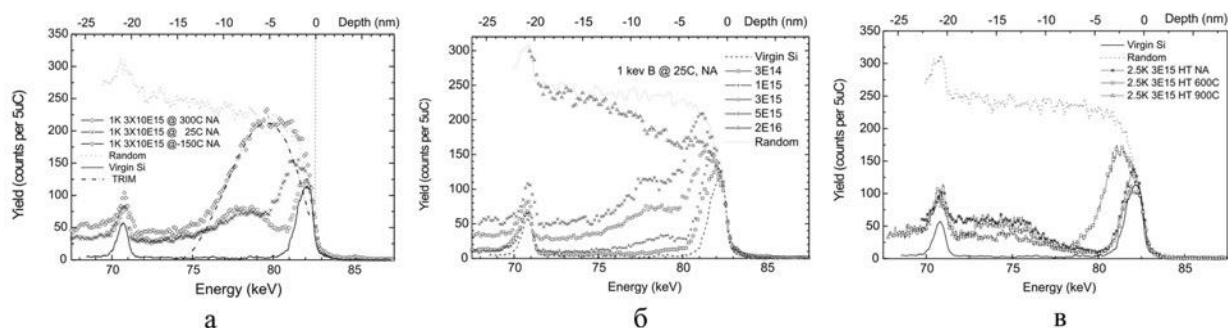 -25 -20 -15 -10 -5 0 Depth (nm)
350
300
250
200
150
100
50
0
Yield (counts per 5uC)
1K 3X10E15 @ 300C NA
1K 3X10E15 @ 25C NA
1K 3X10E15 @-150C NA
Random
Virgin Si
TRIM
70 75 80 85
Energy (keV)
а
-25 -20 -15 -10 -5 0 Depth (nm)
300
250
200
150
100
50
0
Yield (counts per 5uC)
1 kev B @ 25C, NA
Virgin Si
3E14
1E15
3E15
5E15
2E16
Random
70 75 80 85
Energy (keV)
б
-25 -20 -15 -10 -5 0 Depth (nm)
350
300
250
200
150
100
50
0
Yield (counts per 5uC)
Virgin Si
Random
2.5K 3E15 HT NA
2.5K 3E15 HT 600C
2.5K 3E15 HT 900C
70 75 80 85
Energy (keV)
в